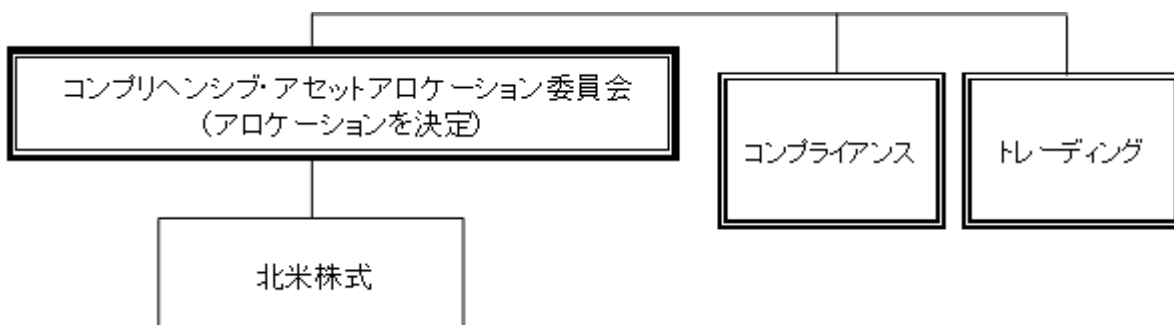 コンプリヘンシブ・アセットアロケーション委員会
(アロケーションを決定)
コンプライアンス
トレーディング
北米株式